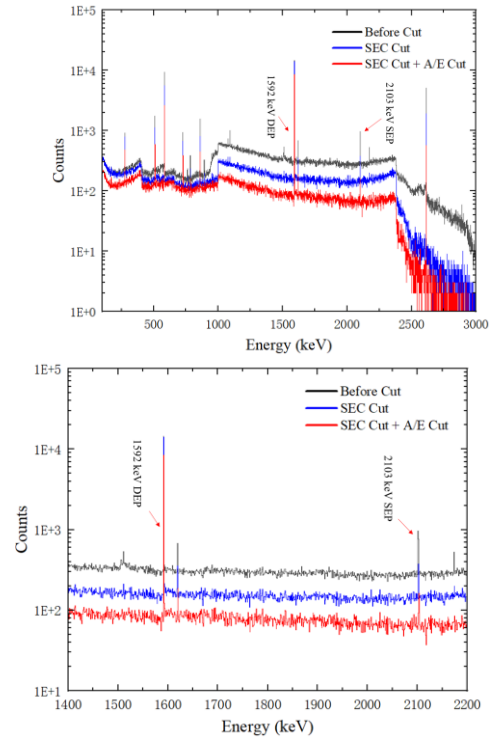 1E+5
1E+4
1E+3
1E+2
1E+1
1E+0
Counts
Before Cut
SEC Cut
SEC Cut + A/E Cut
1592 keV DEP
2103 keV SEP
500 1000 1500 2000 2500 3000
Energy (keV)
1E+5
1E+4
1E+3
1E+2
1E+1
Counts
Before Cut
SEC Cut
SEC Cut + A/E Cut
1592 keV DEP
2103 keV SEP
1400 1500 1600 1700 1800 1900 2000 2100 2200
Energy (keV)